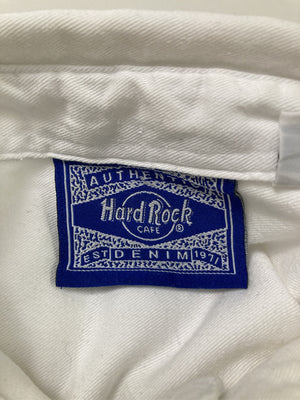 AUTHENTIC
Hard Rock
CAFE ®
EST DENIM 1971